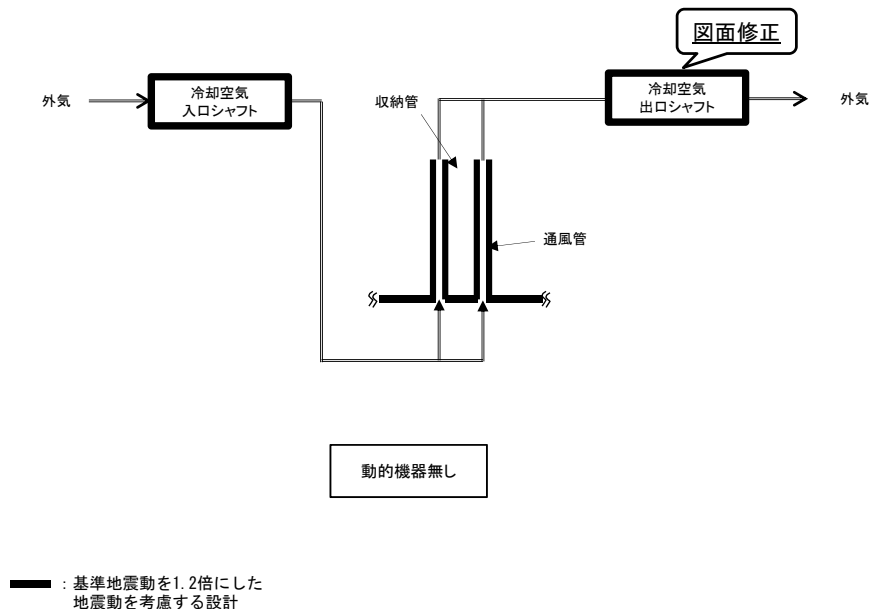 図面修正
外気
冷却空気
入口シャフト
収納管
冷却空気
出口シャフト
外気
通風管
動的機器無し
：基準地震動を1.2倍にした
地震動を考慮する設計